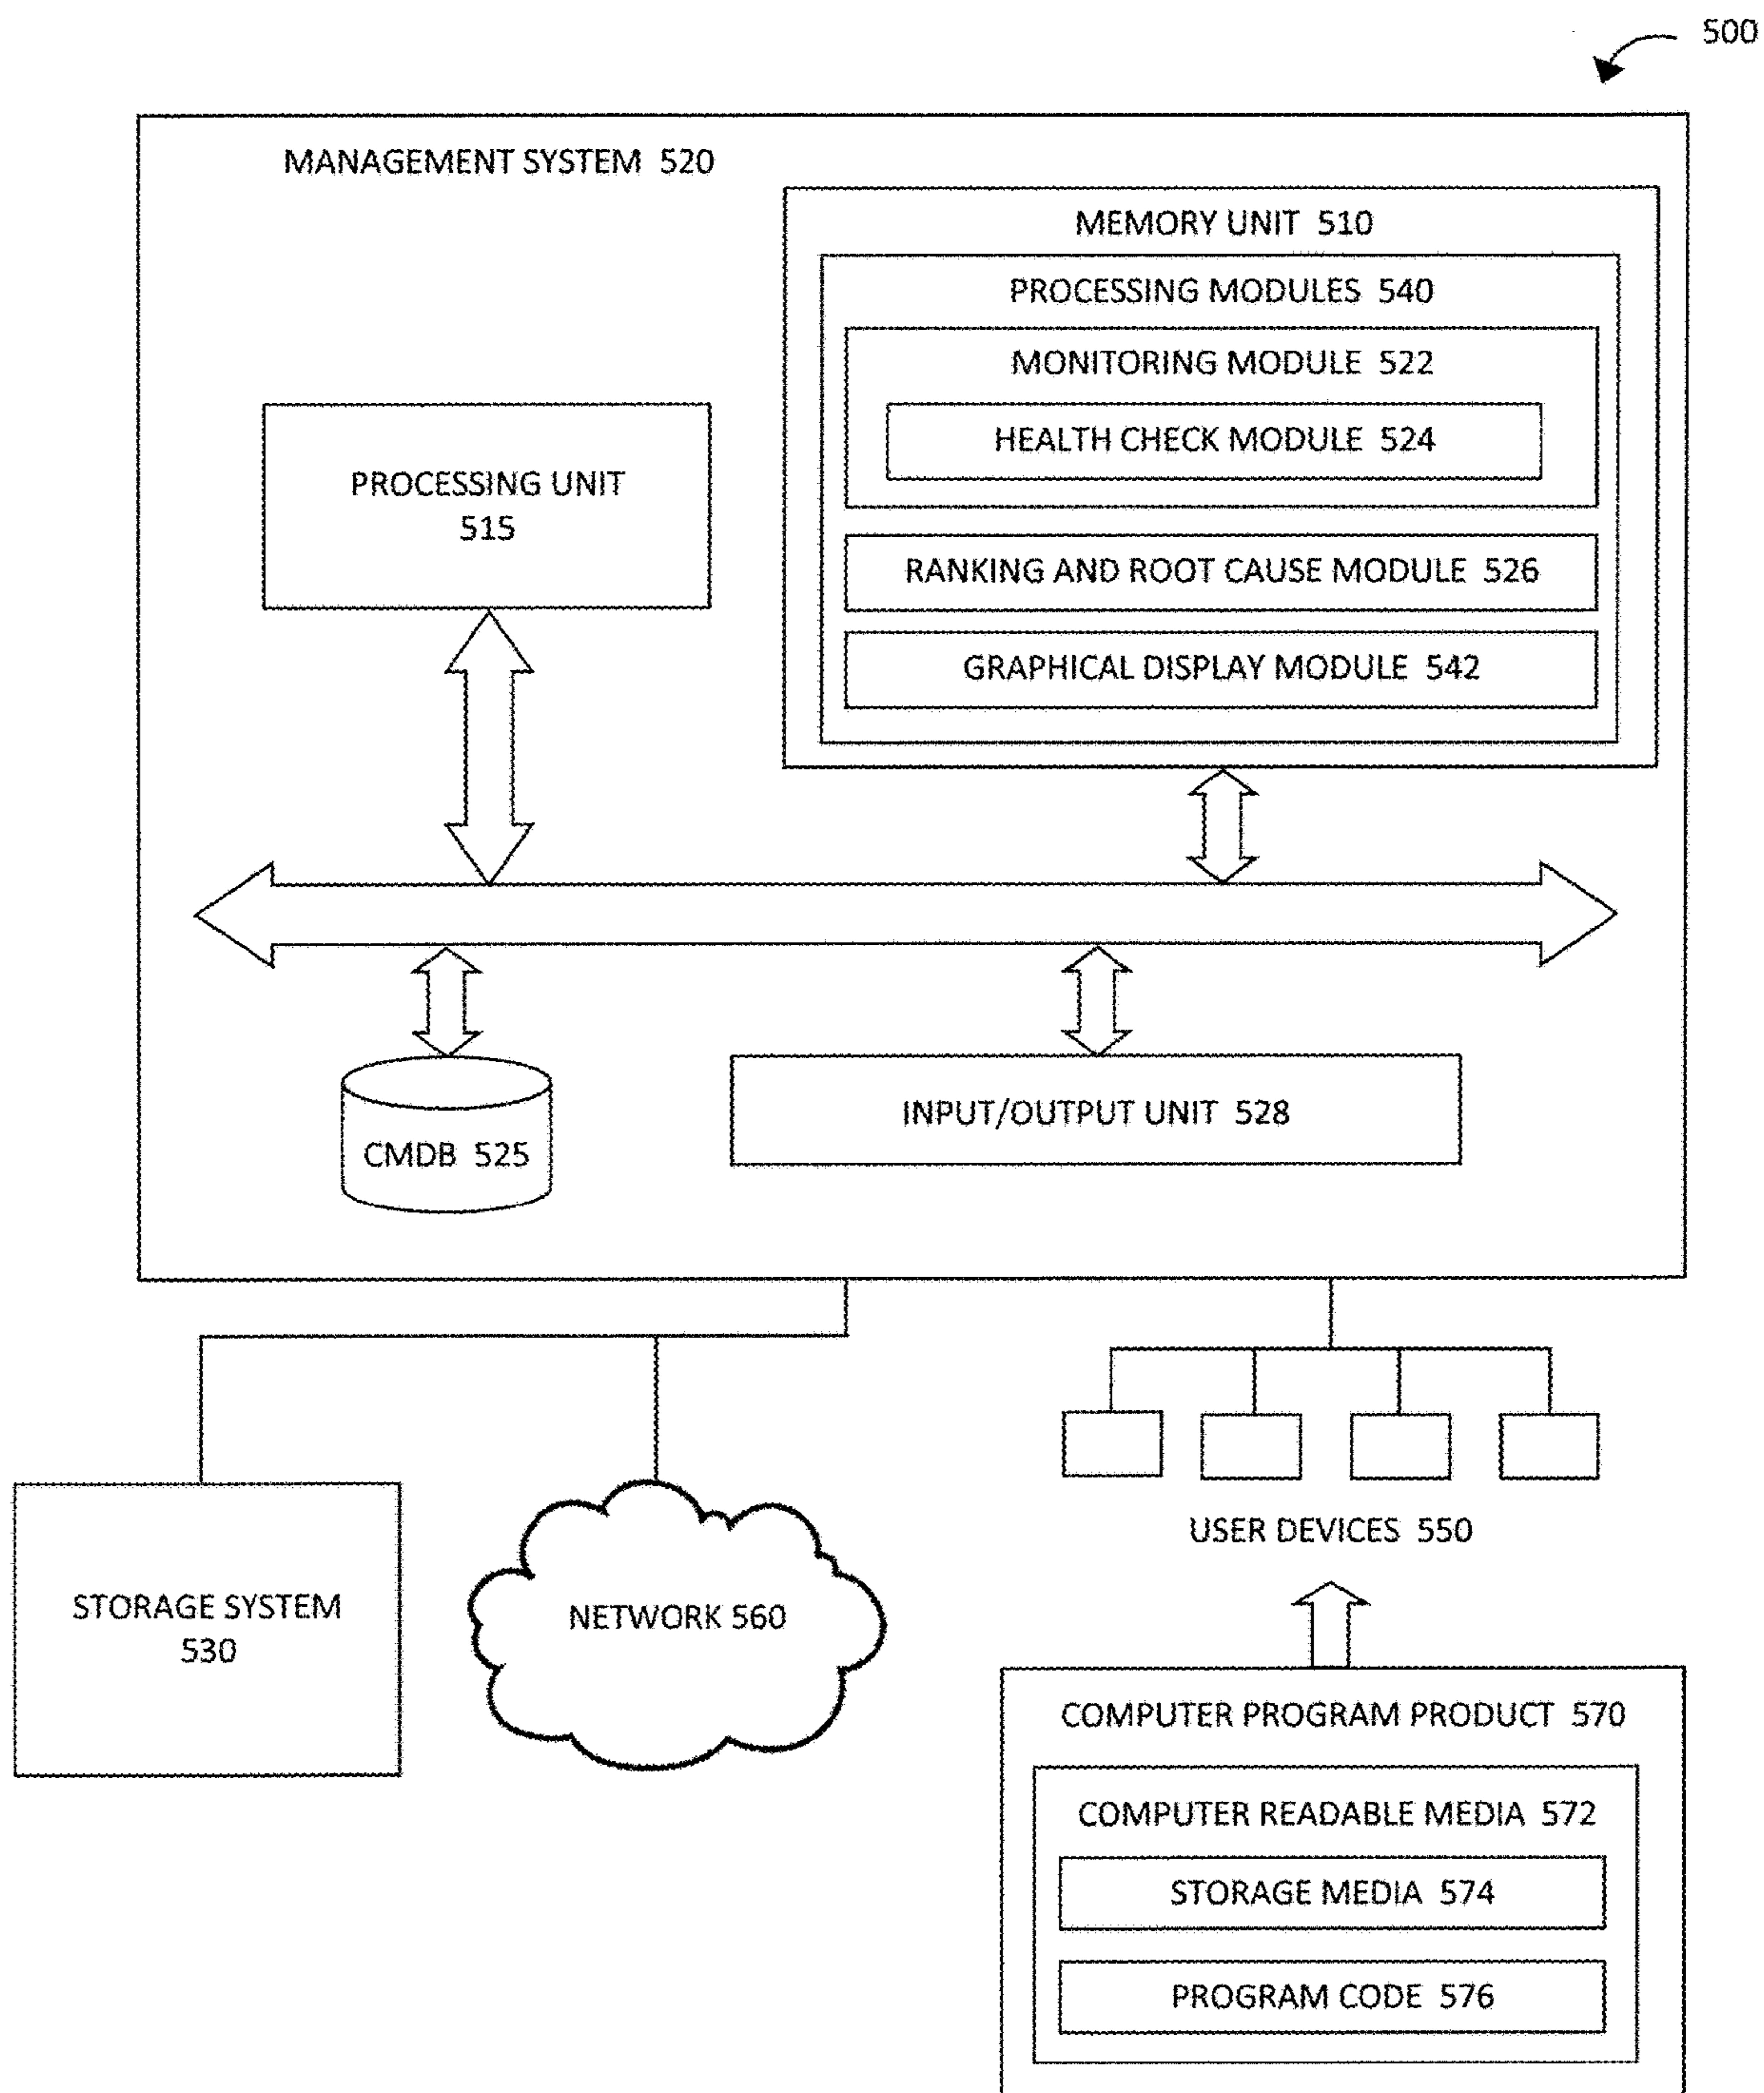 500
MANAGEMENT SYSTEM 520
MEMORY UNIT 510
PROCESSING MODULES 540
MONITORING MODULE 522
HEALTH CHECK MODULE 524
PROCESSING UNIT
515
RANKING AND ROOT CAUSE MODULE 526
GRAPHICAL DISPLAY MODULE 542
CMDB 525
INPUT/OUTPUT UNIT 528
USER DEVICES 550
STORAGE SYSTEM
530
NETWORK 560
COMPUTER PROGRAM PRODUCT 570
COMPUTER READABLE MEDIA 572
STORAGE MEDIA 574
PROGRAM CODE 576